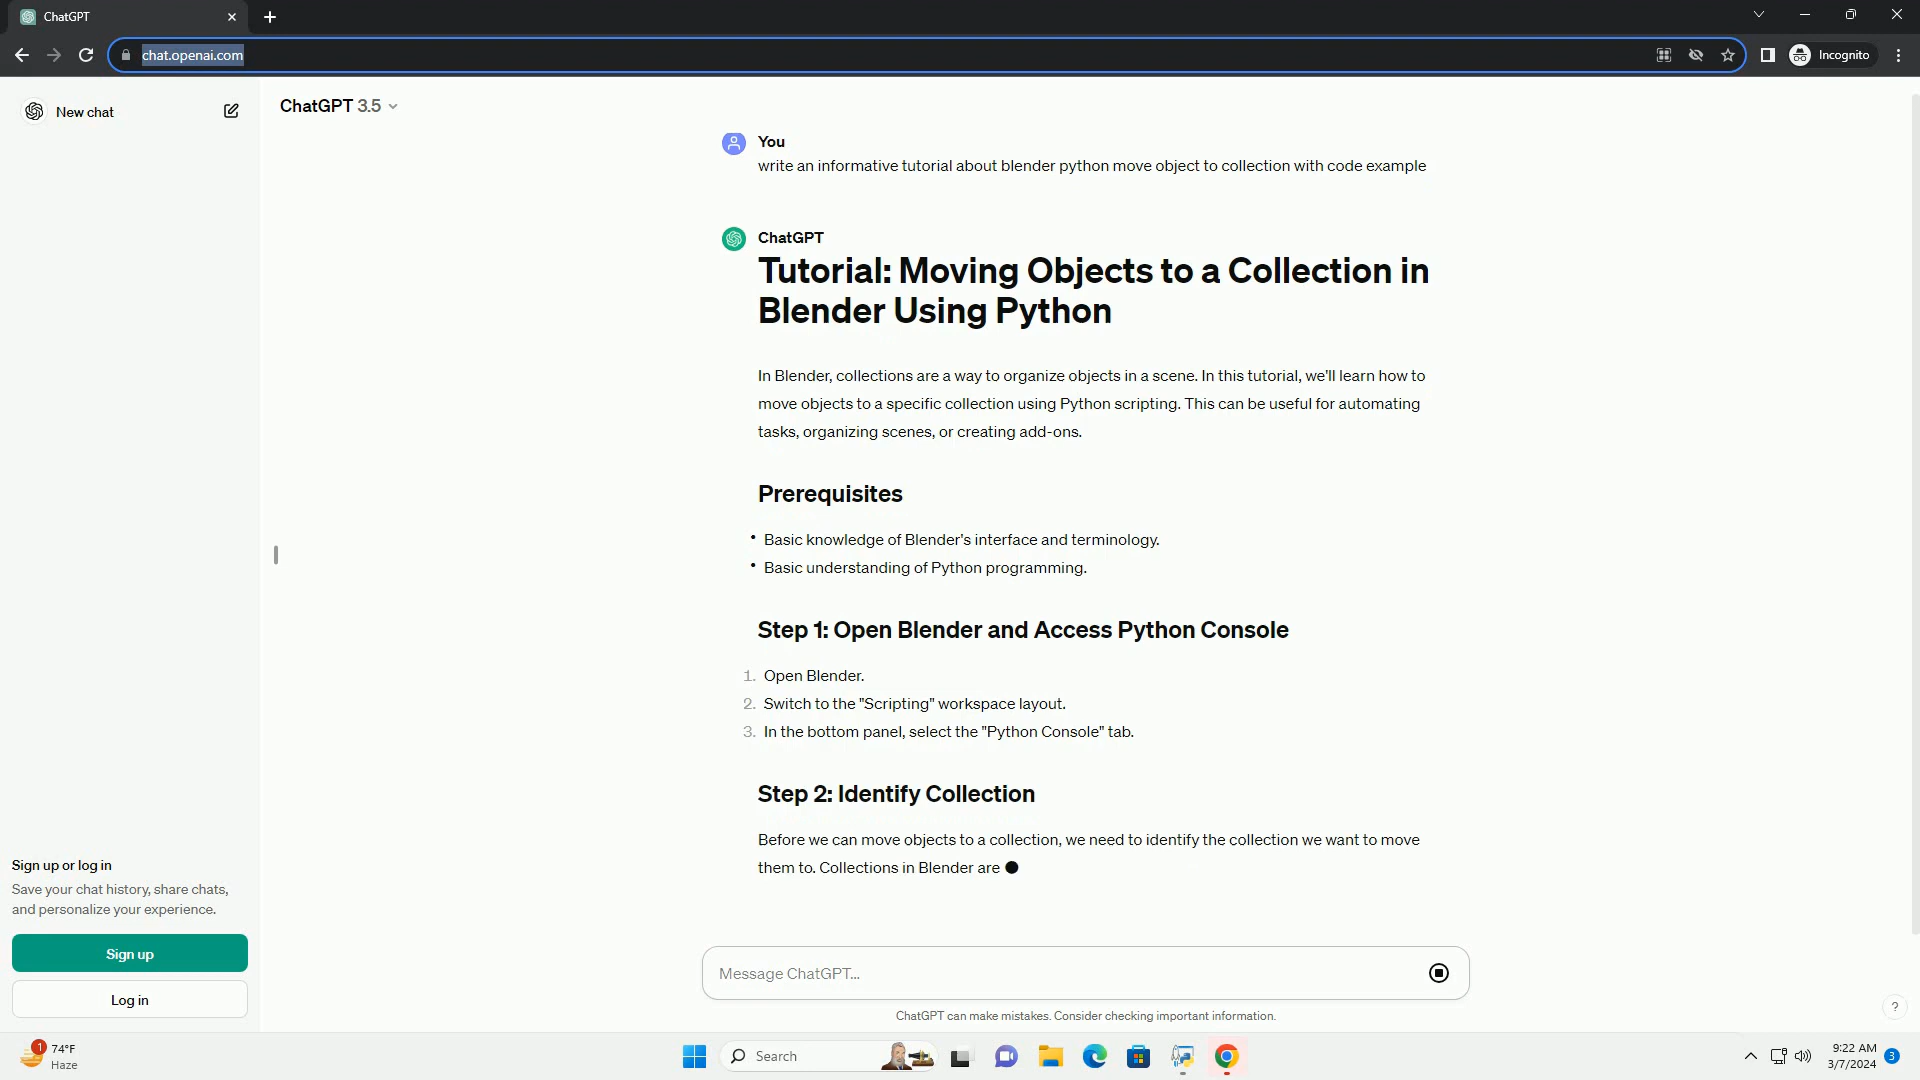 ChatGPT
chat.openai.com
Incognito
New chat
ChatGPT 3.5
You
write an informative tutorial about blender python move object to collection with code example
ChatGPT
Tutorial: Moving Objects to a Collection in
Blender Using Python
In Blender, collections are a way to organize objects in a scene. In this tutorial, we'll learn how to
move objects to a specific collection using Python scripting. This can be useful for automating
tasks, organizing scenes, or creating add-ons.
Prerequisites
• Basic knowledge of Blender's interface and terminology.
• Basic understanding of Python programming.
Step 1: Open Blender and Access Python Console
1. Open Blender.
2. Switch to the "Scripting" workspace layout.
3. In the bottom panel, select the "Python Console" tab.
Step 2: Identify Collection
Before we can move objects to a collection, we need to identify the collection we want to move
them to. Collections in Blender are
Sign up or log in
Save your chat history, share chats,
and personalize your experience.
Sign up
Log in
Message ChatGPT...
ChatGPT can make mistakes. Consider checking important information.
?
1
74°F
Haze
Search
9:22 AM
3/7/2024
3